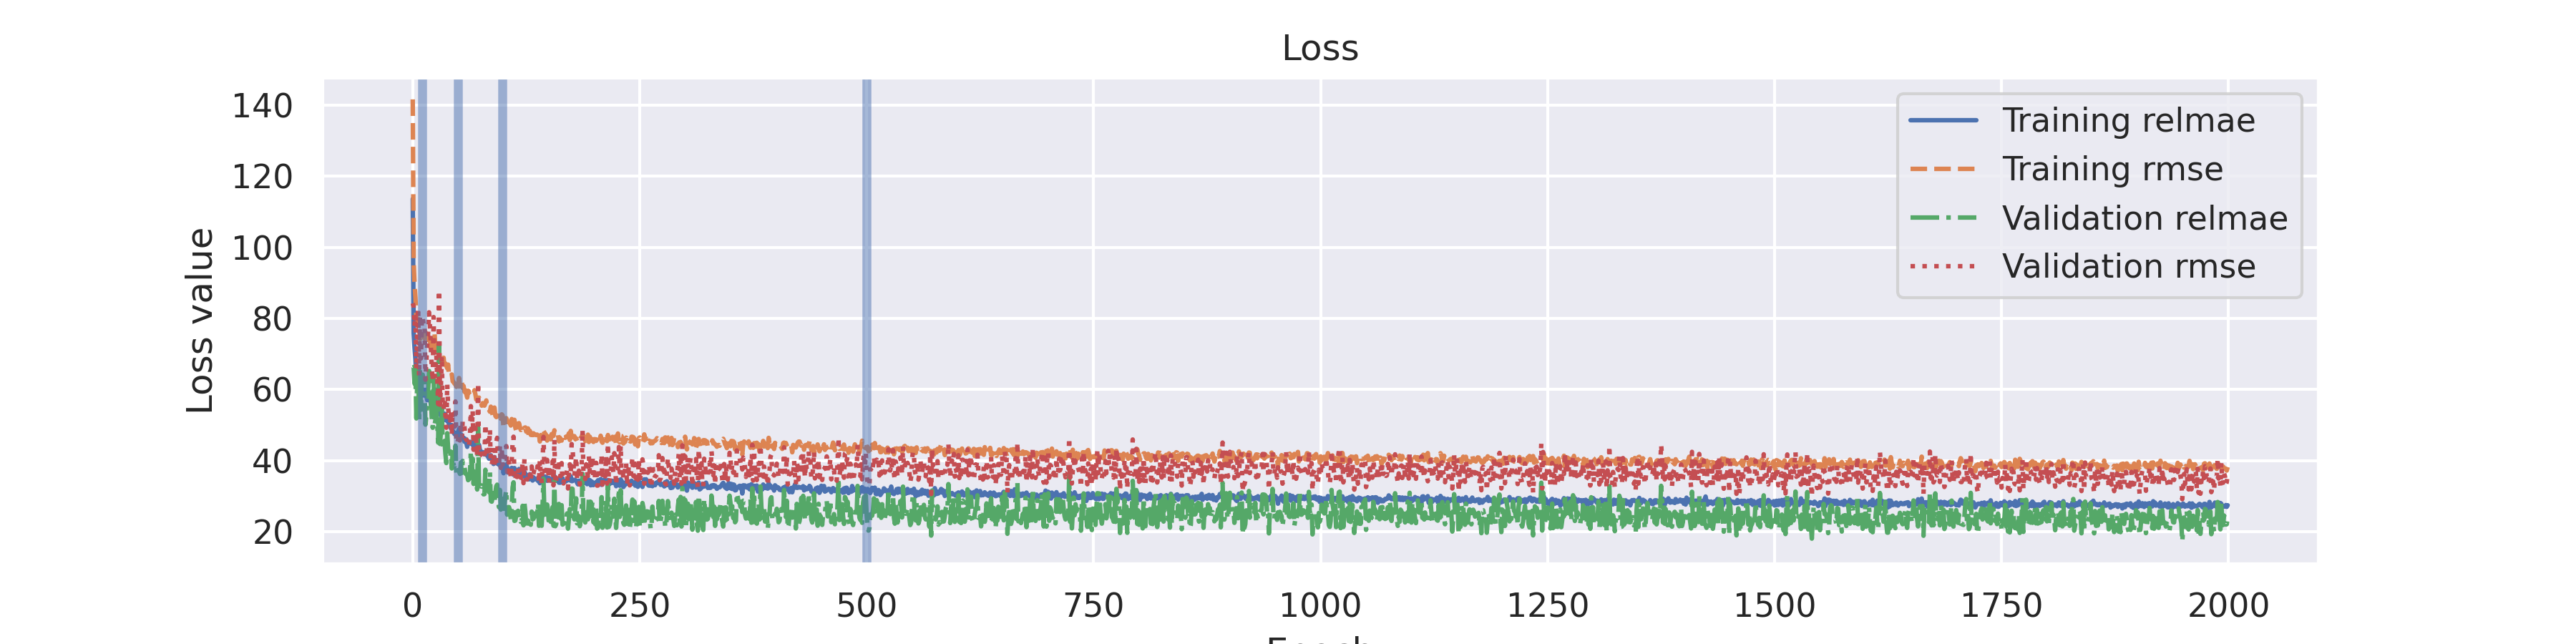 Loss
140
120
100
80
60
40
20
Loss value
Training relmae
Training rmse
Validation relmae
Validation rmse
0 250 500 750 1000 1250 1500 1750 2000